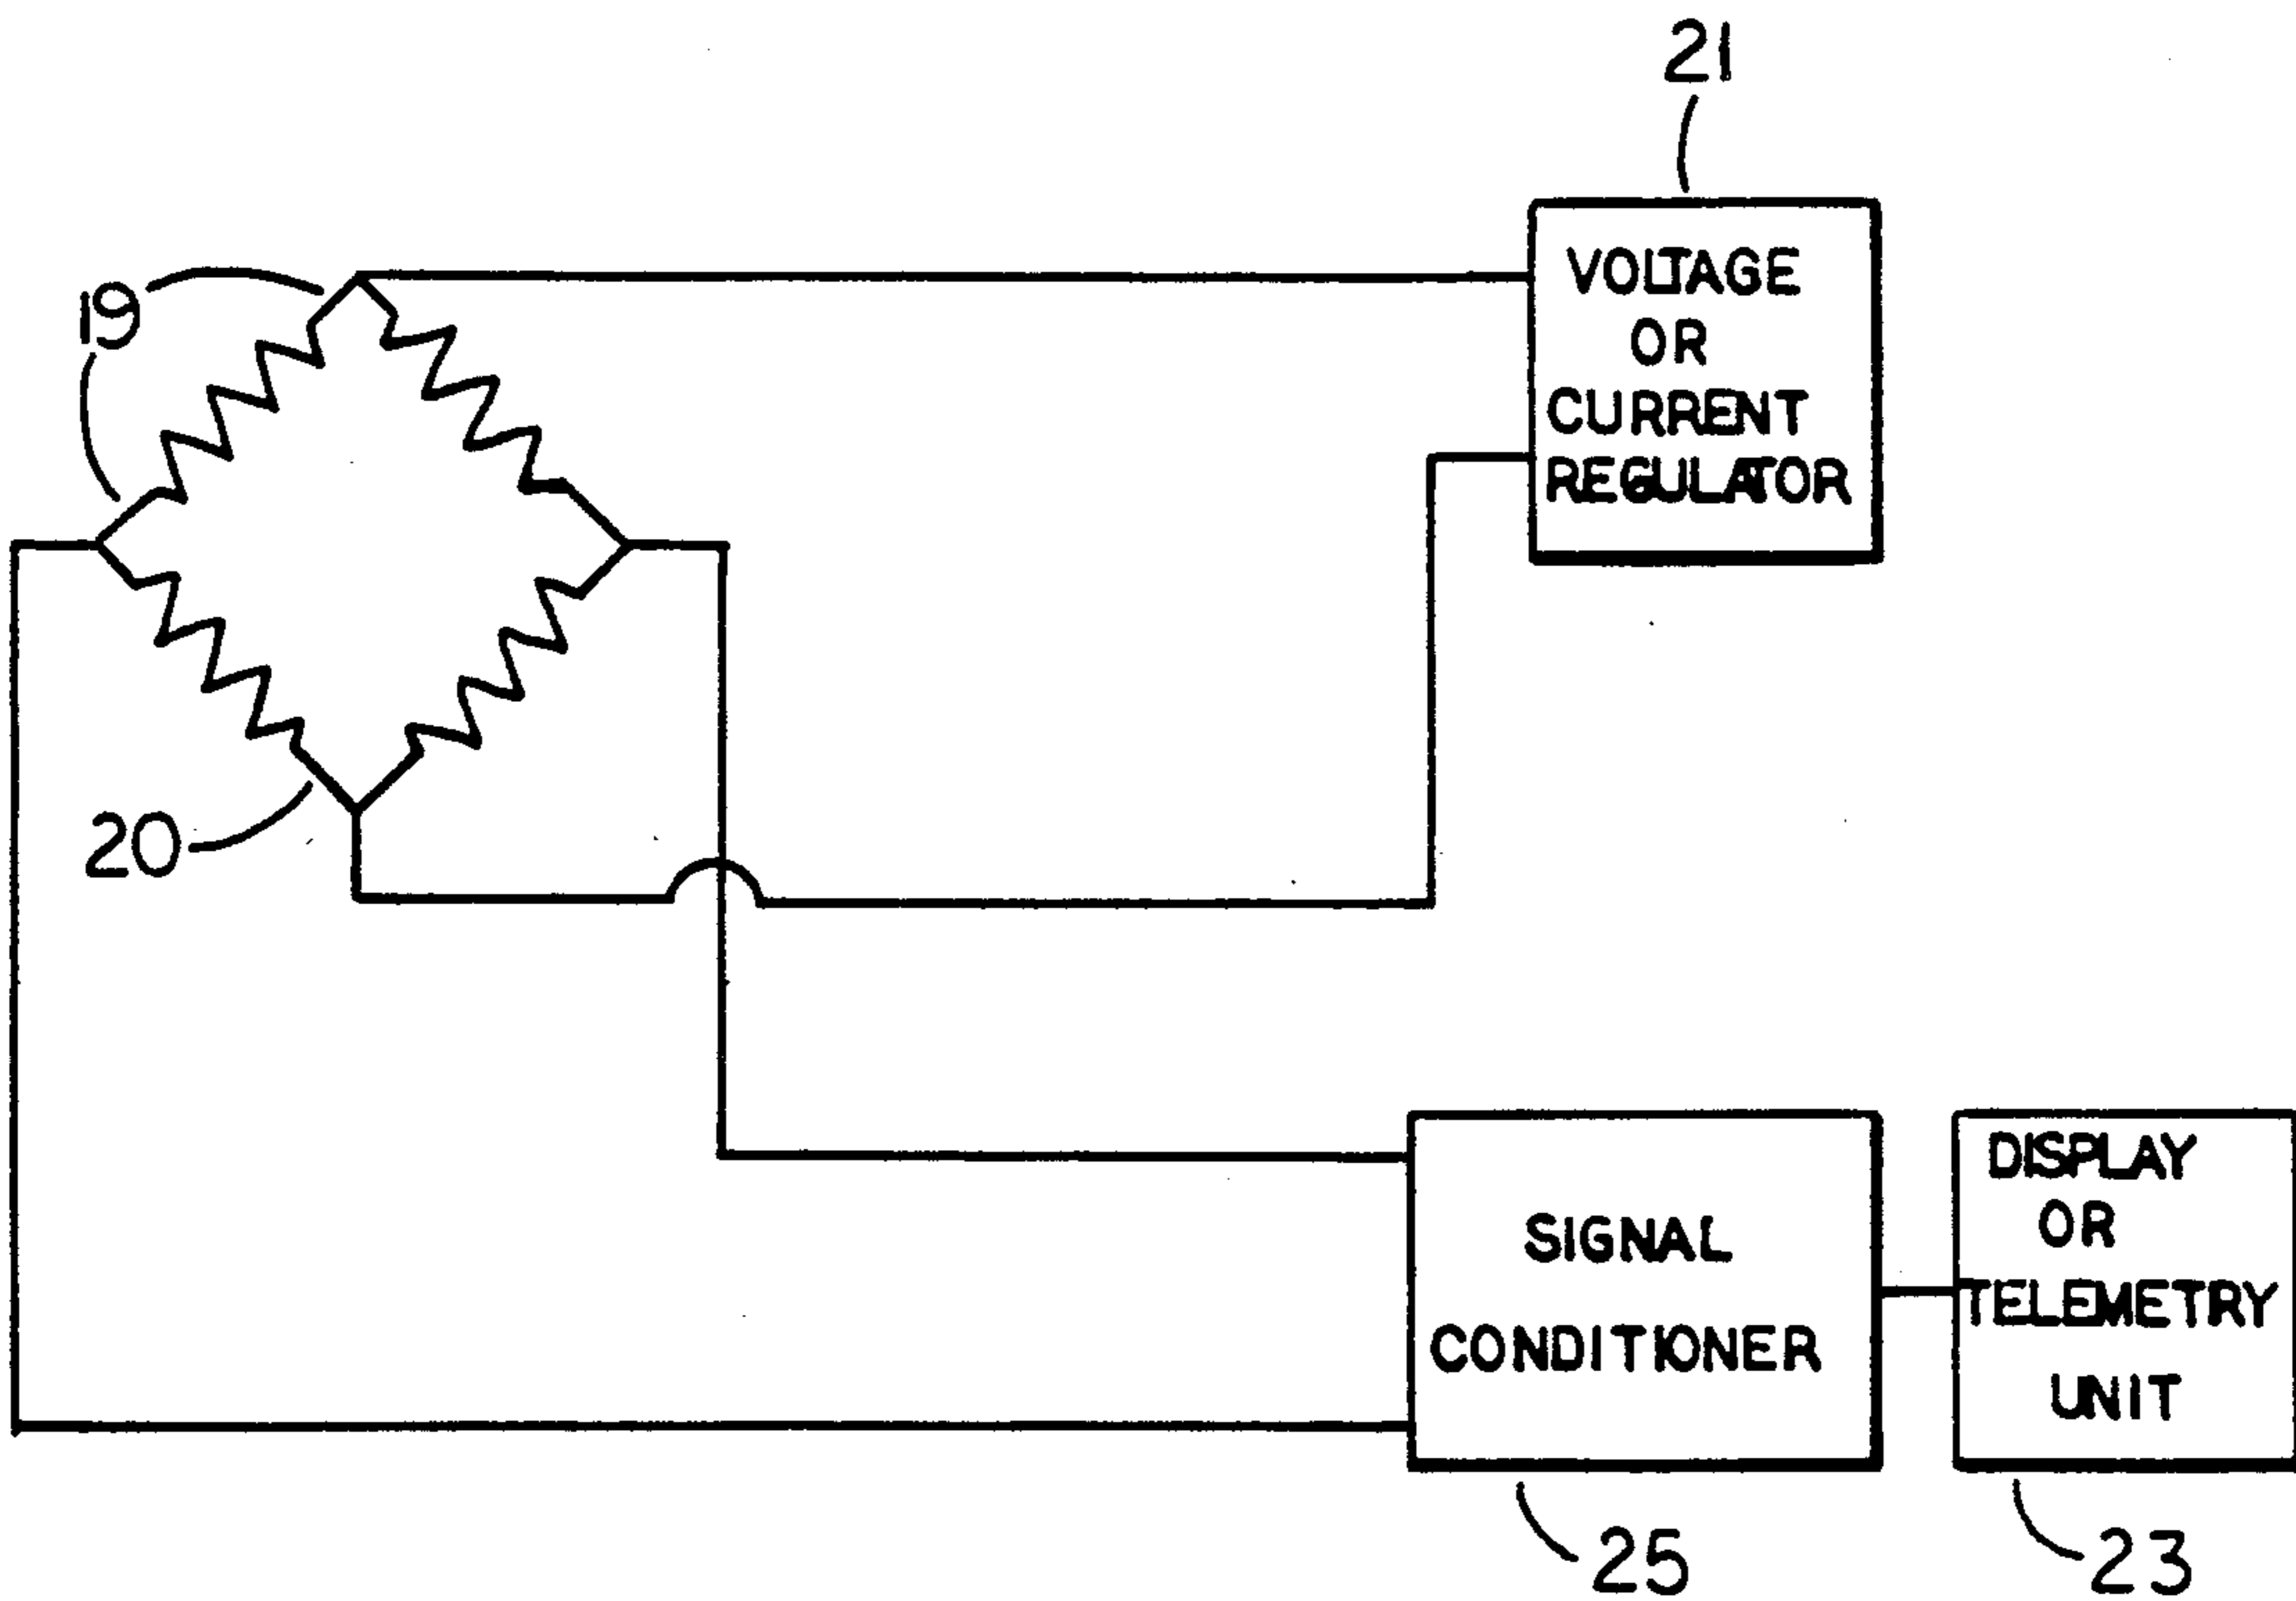 21
VOLTAGE
OR
CURRENT
REGULATOR
19
20
SIGNAL
CONDITIONER
DISPLAY
OR
TELEMETRY
UNIT
25
23